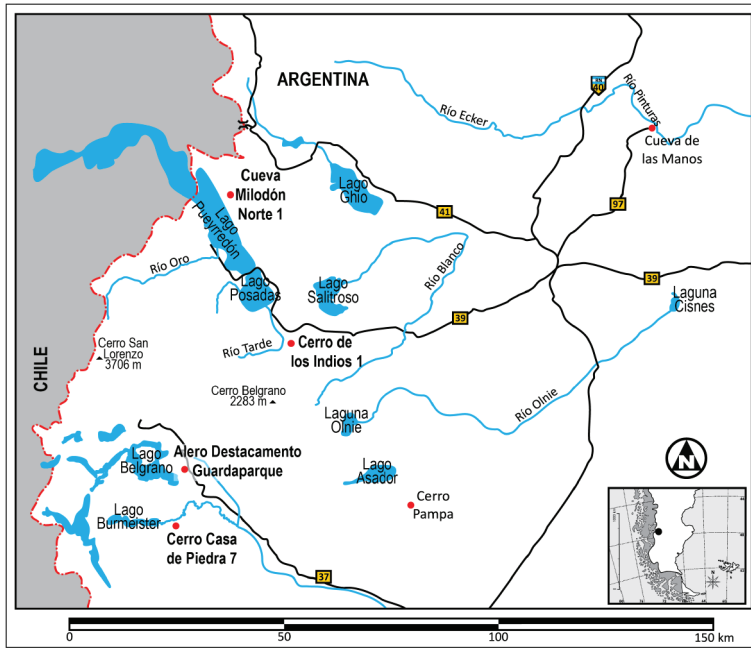 ARGENTINA
Río Ecker
40
Río Pinturas
Cueva de
las Manos
Cueva
Milodón
Norte 1
Lago
Ghio
Lago
Pueyrredón
41
97
Río Oro
Lago
Posadas
Lago
Salitroso
Río Blanco
39
39
Laguna
Cisnes
Cerro San
Lorenzo
3706 m
Río Tarde
Cerro de
los Indios 1
CHILE
Cerro Belgrano
2283 m
Río Olnie
Laguna
Olnie
Lago
Belgrano
Alero Destacamento
Guardaparque
Lago
Asador
Cerro
Pampa
Lago
Burmeister
Cerro Casa
de Piedra 7
37
N
N
0
50
100
150 km